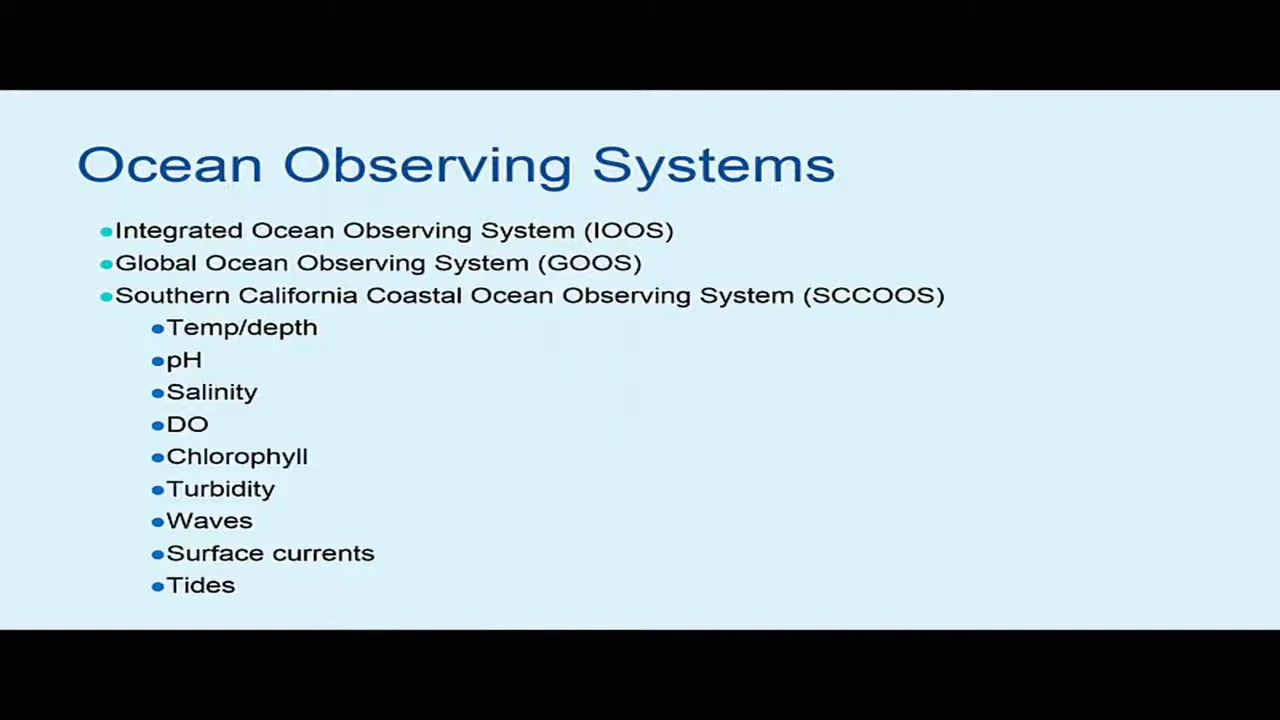 Ocean Observing Systems
●Integrated Ocean Observing System (IOOS)
●Global Ocean Observing System (GOOS)
●Southern California Coastal Ocean Observing System (SCCOOS)
●Temp/depth
●pH
●Salinity
●DO
●Chlorophyll
●Turbidity
●Waves
●Surface currents
●Tides